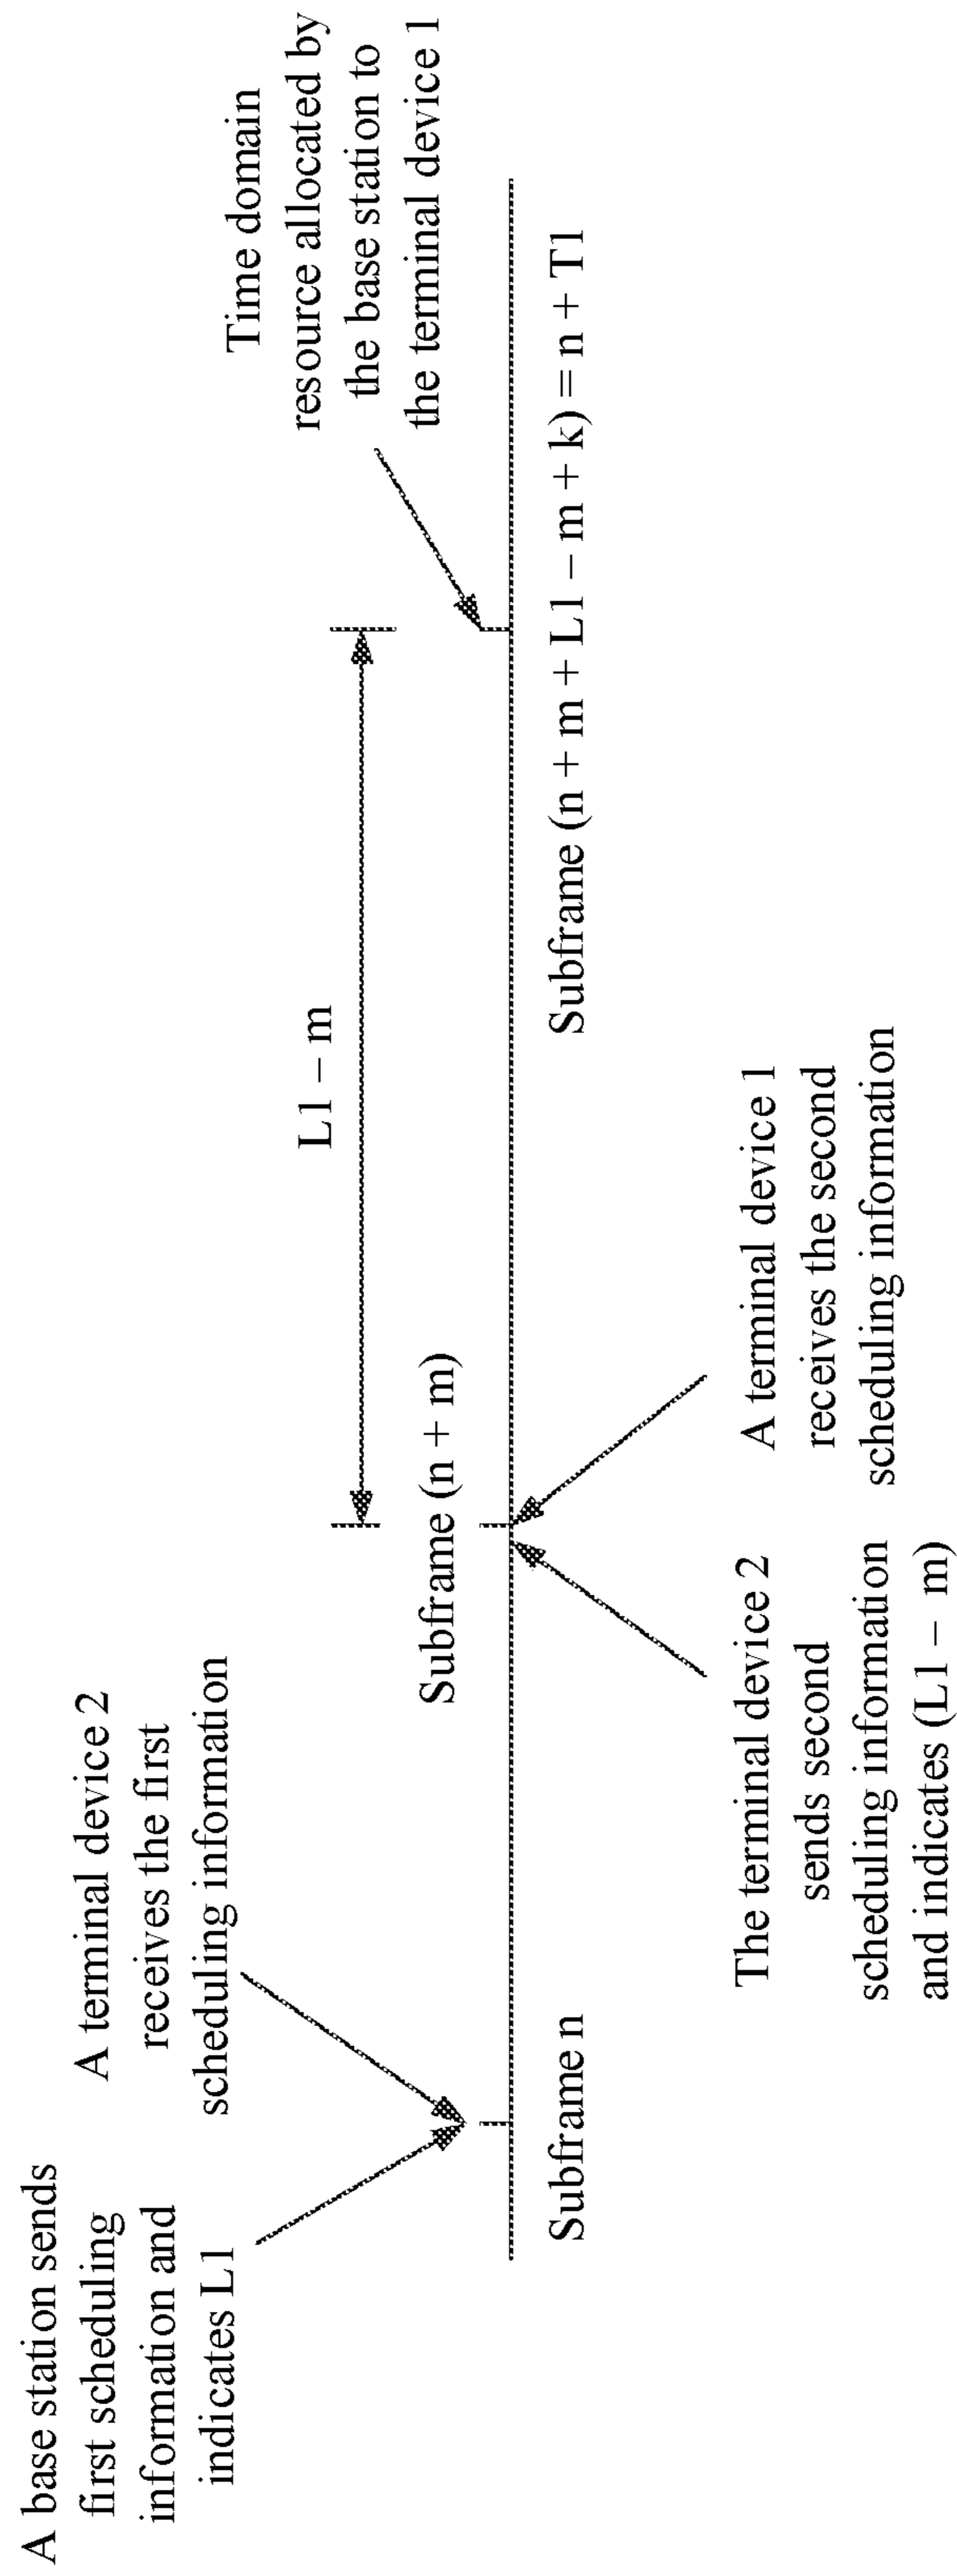 A base station sends
first scheduling
information and
indicates L1
A terminal device 2
receives the first
scheduling information
Subframe n
Subframe (n + m)
The terminal device 2
sends second
scheduling information
and indicates (L1 – m)
A terminal device 1
receives the second
scheduling information
L1 – m
Time domain
resource allocated by
the base station to
the terminal device 1
Subframe (n + m + L1 – m + k) = n + T1